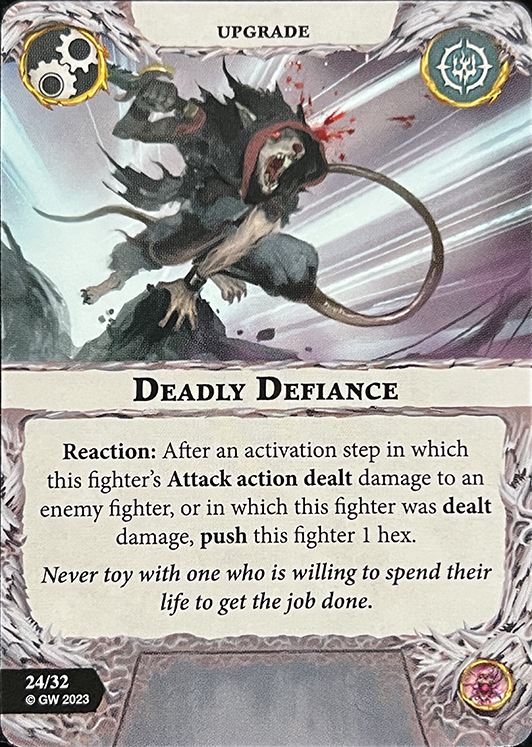 UPGRADE
DEADLY DEFIANCE
Reaction: After an activation step in which
this fighter's Attack action dealt damage to an
enemy fighter, or in which this fighter was dealt
damage, push this fighter 1 hex.
Never toy with one who is willing to spend their
life to get the job done.
24/32
© GW 2023